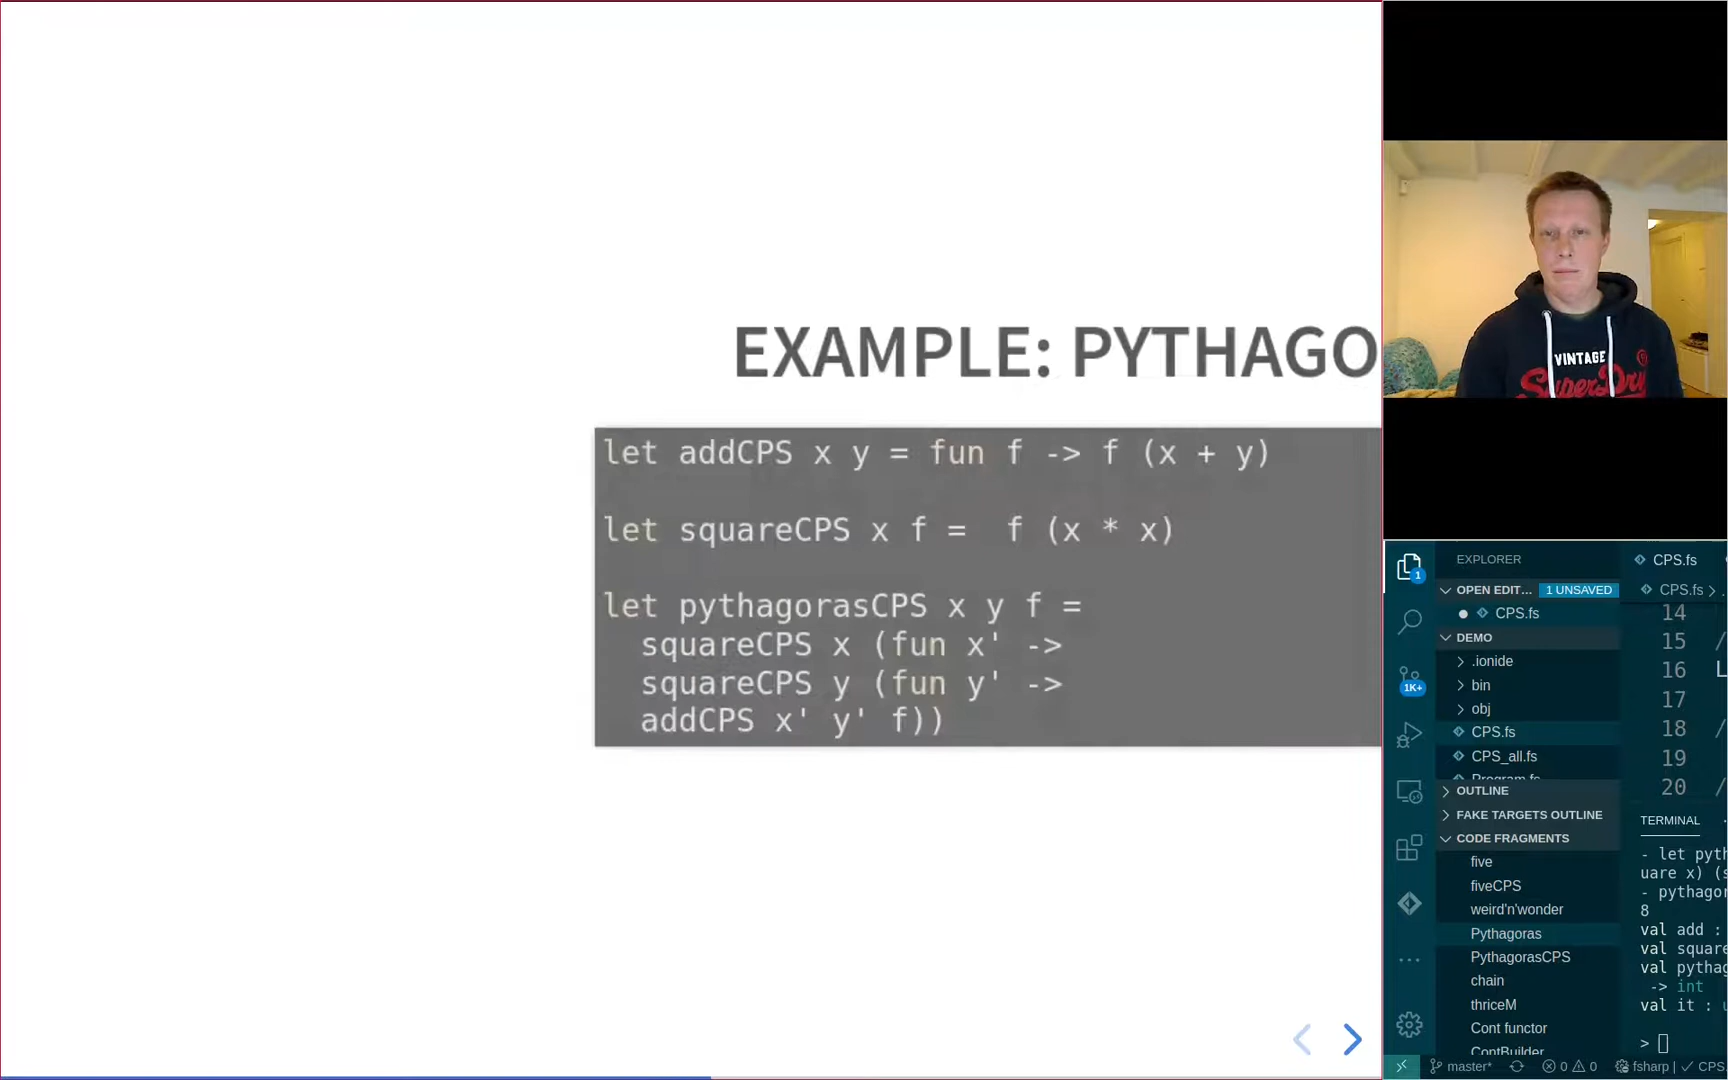 EXAMPLE: PYTHAGO
let addCPS x y = fun f -> f (x + y)
let squareCPS x f =  f (x * x)
let pythagorasCPS x y f =
squareCPS x (fun x' ->
squareCPS y (fun y' ->
addCPS x' y' f))
VINTAGE
SuperDry
EXPLORER
OPEN EDIT... 1 UNSAVED
CPS.fs
DEMO
.ionide
bin
obj
CPS.fs
CPS_all.fs
Program.fs
OUTLINE
FAKE TARGETS OUTLINE
CODE FRAGMENTS
five
fiveCPS
weird'n'wonder
Pythagoras
PythagorasCPS
chain
thriceM
Cont functor
ContBuilder
1
1K+
CPS.fs
CPS.fs > .
14
15 /
16 L
17
18 /
19
20 /
TERMINAL
- let pyth
uare x) (s
- pythagor
8
val add :
val square
val pythag
-> int
val it : u
>
master* 0 0 fsharp | ✓ CPS